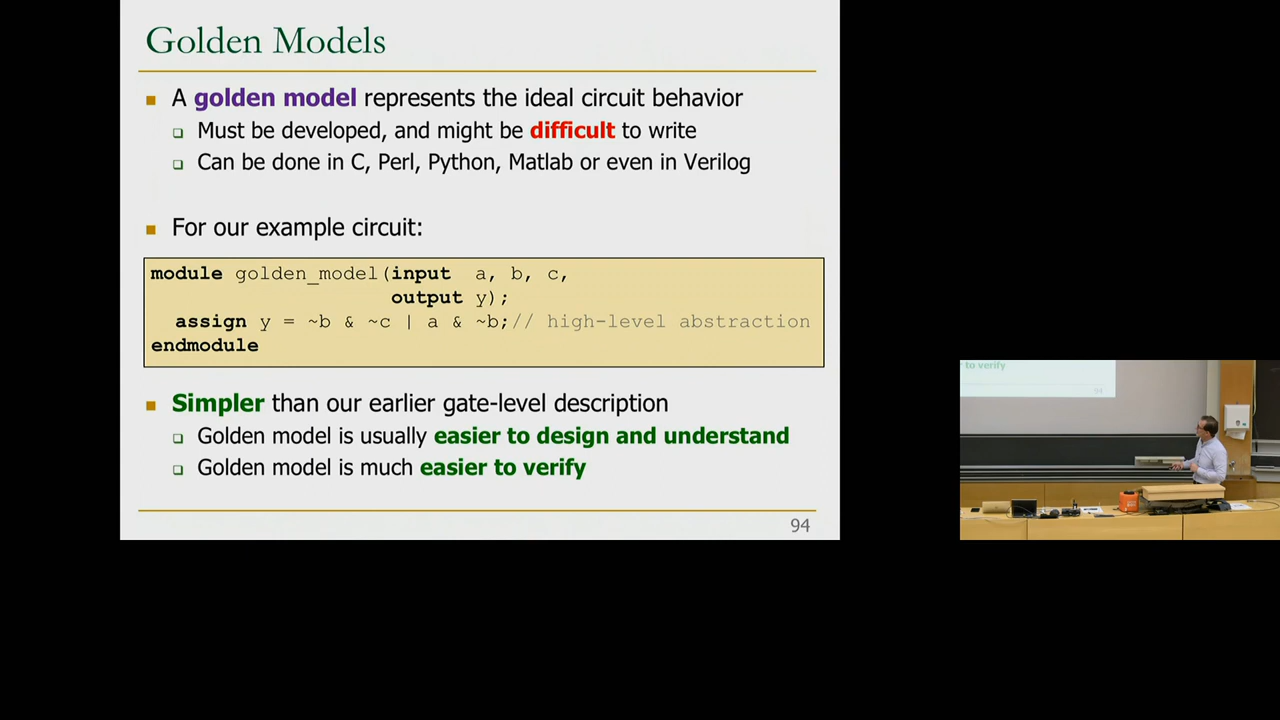 Golden Models
A golden model represents the ideal circuit behavior
Must be developed, and might be difficult to write
Can be done in C, Perl, Python, Matlab or even in Verilog
For our example circuit:
module golden_model(input a, b, c,
output y);
assign y = ~b & ~c | a & ~b;// high-level abstraction
endmodule
Simpler than our earlier gate-level description
Golden model is usually easier to design and understand
Golden model is much easier to verify
94
to verify
94